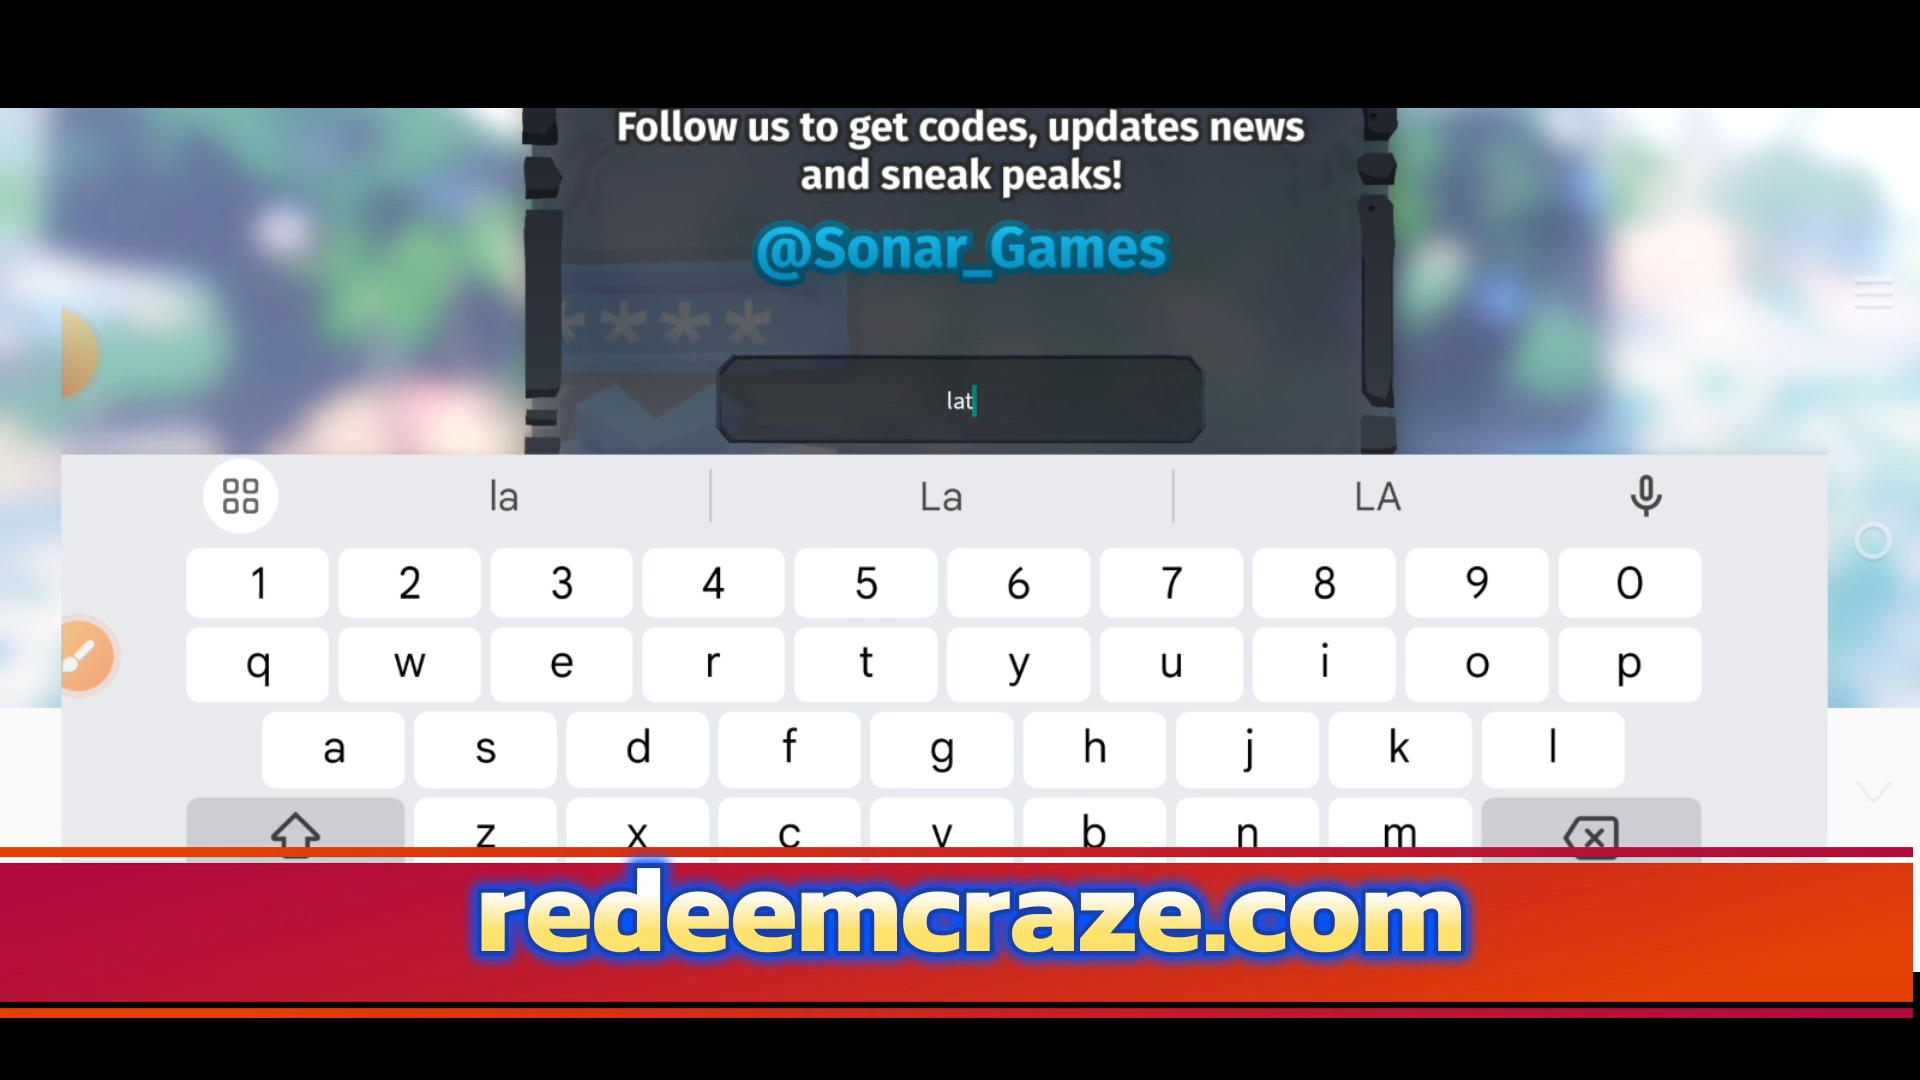 Follow us to get codes, updates news
and sneak peaks!
@Sonar_Games
****
lat
la La LA
1 2 3 4 5 6 7 8 9 0
q w e r t y u i o p
a s d f g h j k l
z x c v b n m
redeemcraze.com